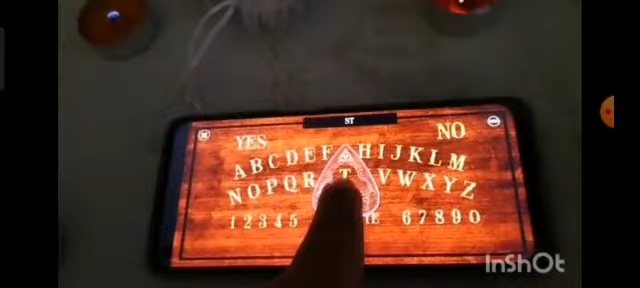 ST
YES NO
ABCDEF HIJKLM
NOPQR T VWXYZ
12345 67890
InShOt